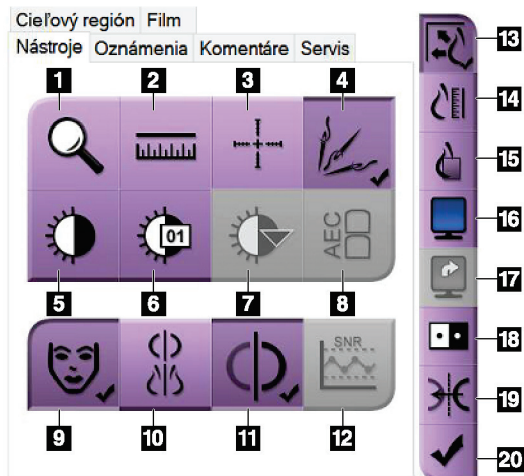 Cieľový región Film
Nástroje Oznámenia Komentáre Servis
1 2 3 4
01
AEC
5 6 7 8
SNR
9 10 11 12
13
14
15
16
17
18
19
20